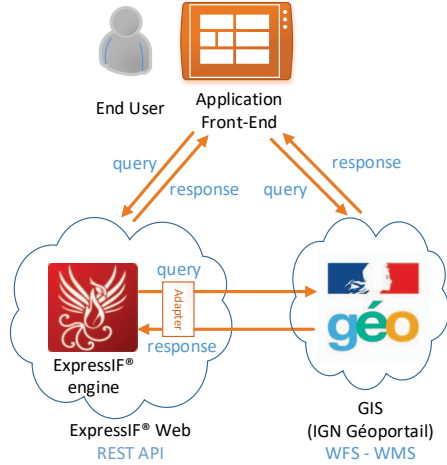 End User
Application
Front-End
query
response
response
query
query
Adapter
response
géo
ExpressIF® engine
ExpressIF® Web
REST API
GIS
(IGN Géoportail)
WFS - WMS